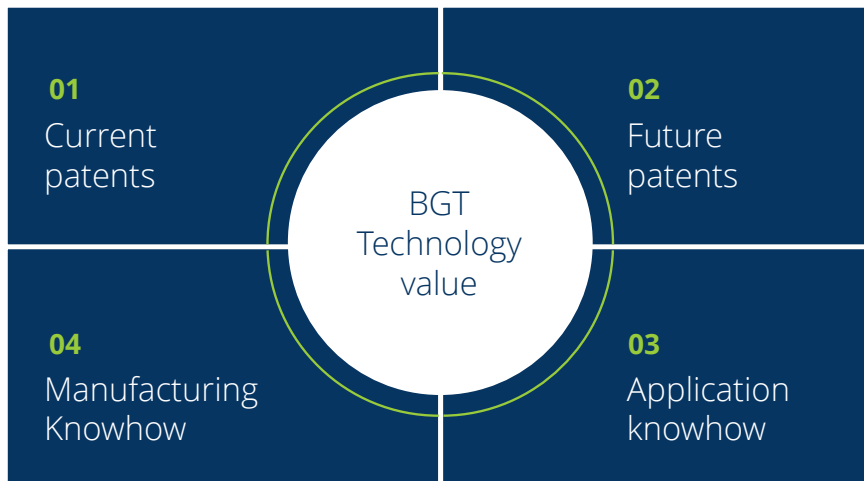 01
Current
patents
02
Future
patents
BGT
Technology
value
04
Manufacturing
Knowhow
03
Application
knowhow